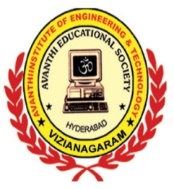 AVANTHI INSTITUTE OF ENGINEERING & TECHNOLOGY
AVANTHI EDUCATIONAL SOCIETY
ॐ
HYDERABAD
VIZIANAGARAM